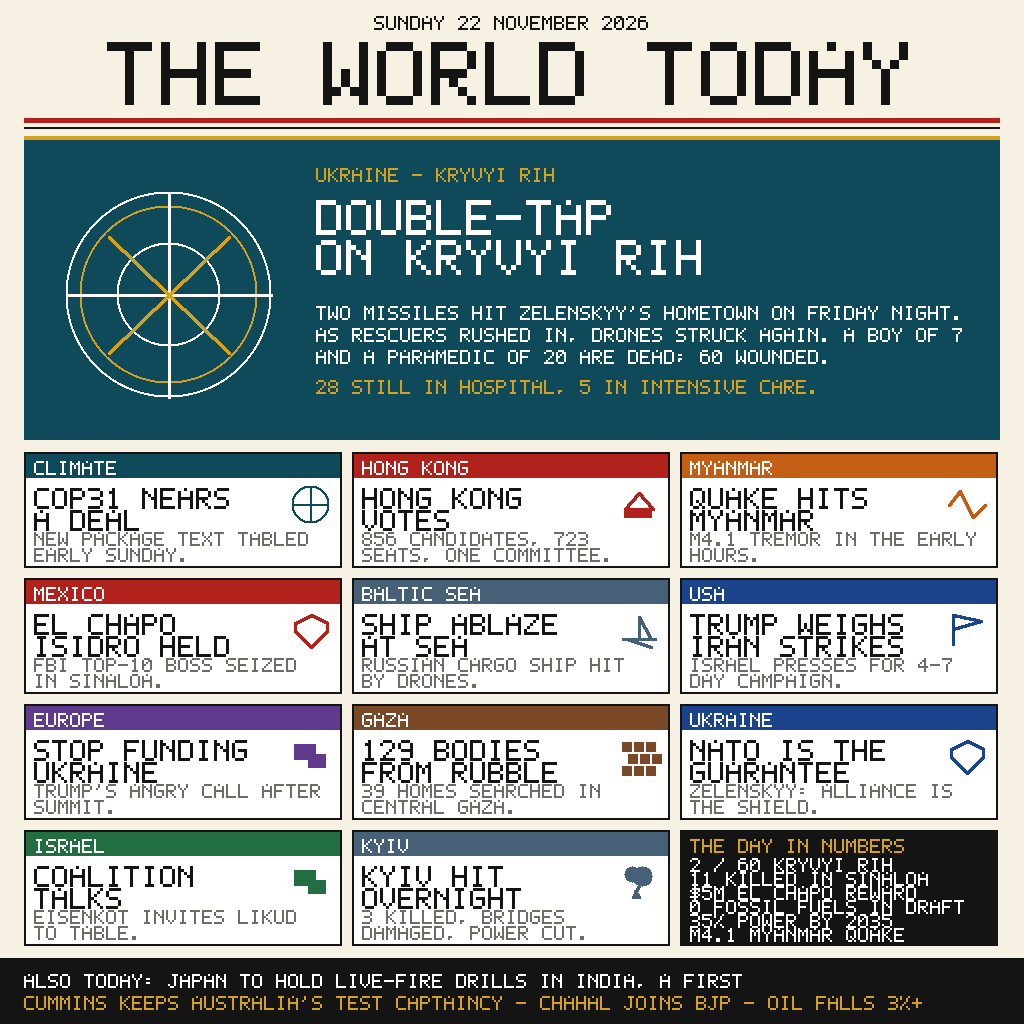 SUNDAY 22 NOVEMBER 2026
THE WORLD TODAY
UKRAINE - KRYVYI RIH
DOUBLE-TAP
ON KRYVYI RIH
TWO MISSILES HIT ZELENSKYY'S HOMETOWN ON FRIDAY NIGHT.
AS RESCUERS RUSHED IN, DRONES STRUCK AGAIN. A BOY OF 7
AND A PARAMEDIC OF 20 ARE DEAD; 60 WOUNDED.
28 STILL IN HOSPITAL, 5 IN INTENSIVE CARE.
CLIMATE
COP31 NEARS
A DEAL
NEW PACKAGE TEXT TABLED
EARLY SUNDAY.
HONG KONG
HONG KONG
VOTES
856 CANDIDATES, 723
SEATS, ONE COMMITTEE.
MYANMAR
QUAKE HITS
MYANMAR
M4.1 TREMOR IN THE EARLY
HOURS.
MEXICO
EL CHAPO
ISIDRO HELD
FBI TOP-10 BOSS SEIZED
IN SINALOA.
BALTIC SEA
SHIP ABLAZE
AT SEA
RUSSIAN CARGO SHIP HIT
BY DRONES.
USA
TRUMP WEIGHS
IRAN STRIKES
ISRAEL PRESSES FOR 4-7
DAY CAMPAIGN.
EUROPE
STOP FUNDING
UKRAINE
TRUMP'S ANGRY CALL AFTER
SUMMIT.
GAZA
129 BODIES
FROM RUBBLE
39 HOMES SEARCHED IN
CENTRAL GAZA.
UKRAINE
NATO IS THE
GUARANTEE
ZELENSKYY: ALLIANCE IS
THE SHIELD.
ISRAEL
COALITION
TALKS
EISENKOT INVITES LIKUD
TO TABLE.
KYIV
KYIV HIT
OVERNIGHT
3 KILLED, BRIDGES
DAMAGED, POWER CUT.
THE DAY IN NUMBERS
2 / 60 KRYVYI RIH
11 KILLED IN SINALOA
$5M EL CHAPO REWARD
0 FOSSIL FUELS IN DRAFT
35% POWER BY 2035
M4.1 MYANMAR QUAKE
ALSO TODAY: JAPAN TO HOLD LIVE-FIRE DRILLS IN INDIA, A FIRST
CUMMINS KEEPS AUSTRALIA'S TEST CAPTAINCY - CHAHAL JOINS BJP - OIL FALLS 3%+